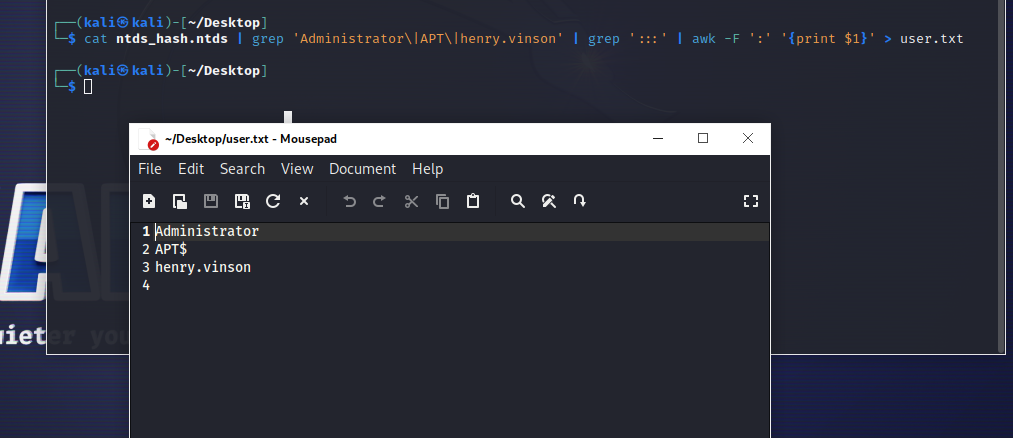 ┌──(kali㉿kali)-[~/Desktop]
└─$ cat ntds_hash.ntds | grep 'Administrator\|APT\|henry.vinson' | grep ':::' | awk -F ':' '{print $1}' > user.txt
┌──(kali㉿kali)-[~/Desktop]
└─$
~/Desktop/user.txt - Mousepad
File Edit Search View Document Help
1 Administrator
2 APT$
3 henry.vinson
4